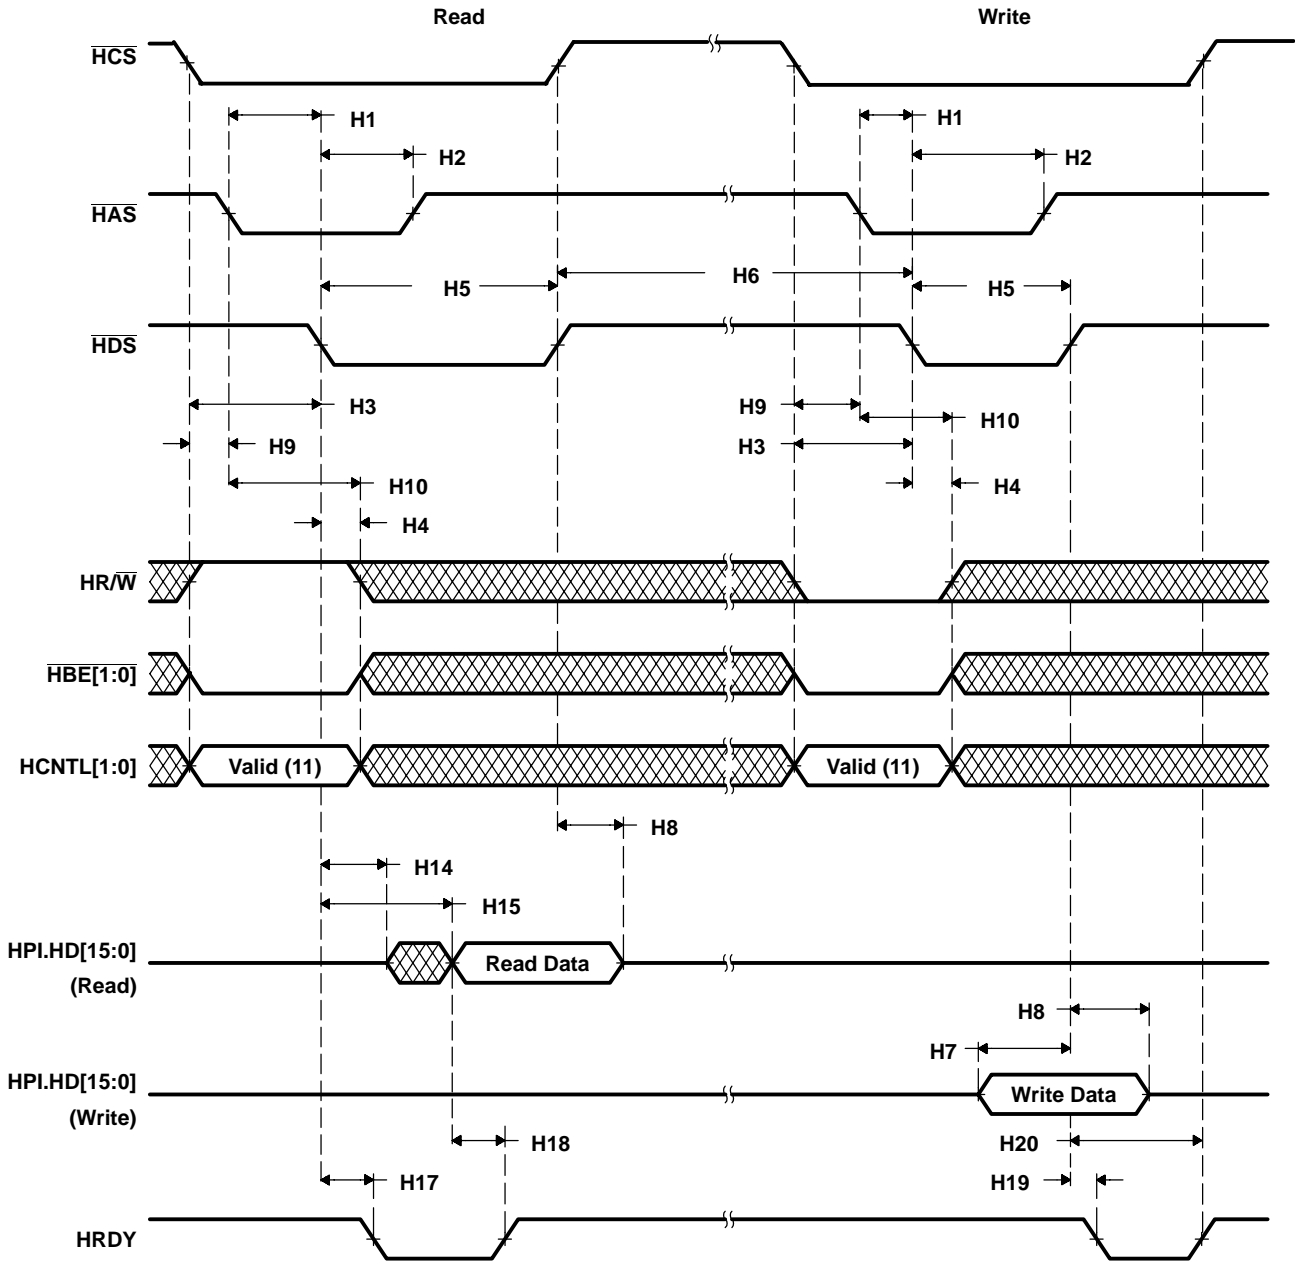 Read Write
HCS
H1 H1
H2 H2
HAS
H6
H5 H5
HDS
H3 H9
H10
H9 H3
H10 H4
H4
HR/W
HBE[1:0]
HCNTL[1:0] Valid (11) Valid (11)
H8
H14
H15
HPI.HD[15:0]
Read Data
(Read)
H8
H7
HPI.HD[15:0]
Write Data
(Write)
H18 H20
H17 H19
HRDY